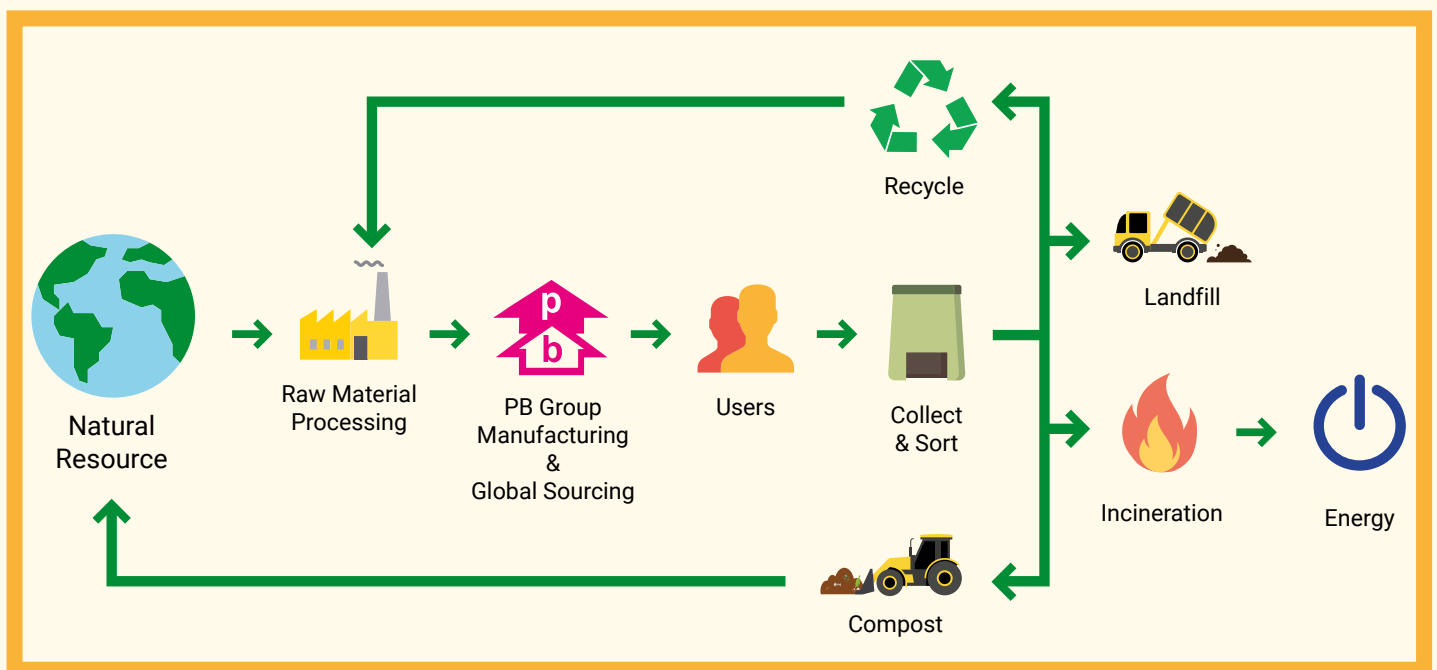 Recycle
Landfill
Natural
Resource
Raw Material
Processing
p
b
PB Group
Manufacturing
&
Global Sourcing
Users
Collect
& Sort
Incineration
Energy
Compost